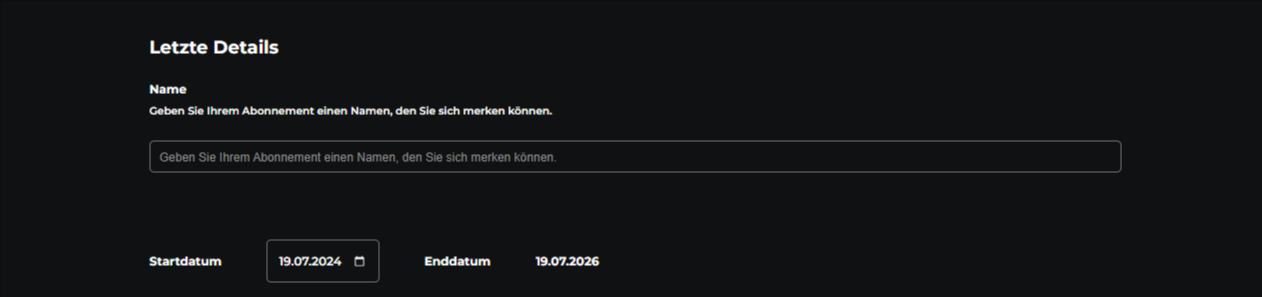 Letzte Details
Name
Geben Sie Ihrem Abonnement einen Namen, den Sie sich merken können.
Geben Sie Ihrem Abonnement einen Namen, den Sie sich merken können.
Startdatum 19.07.2024 Enddatum 19.07.2026